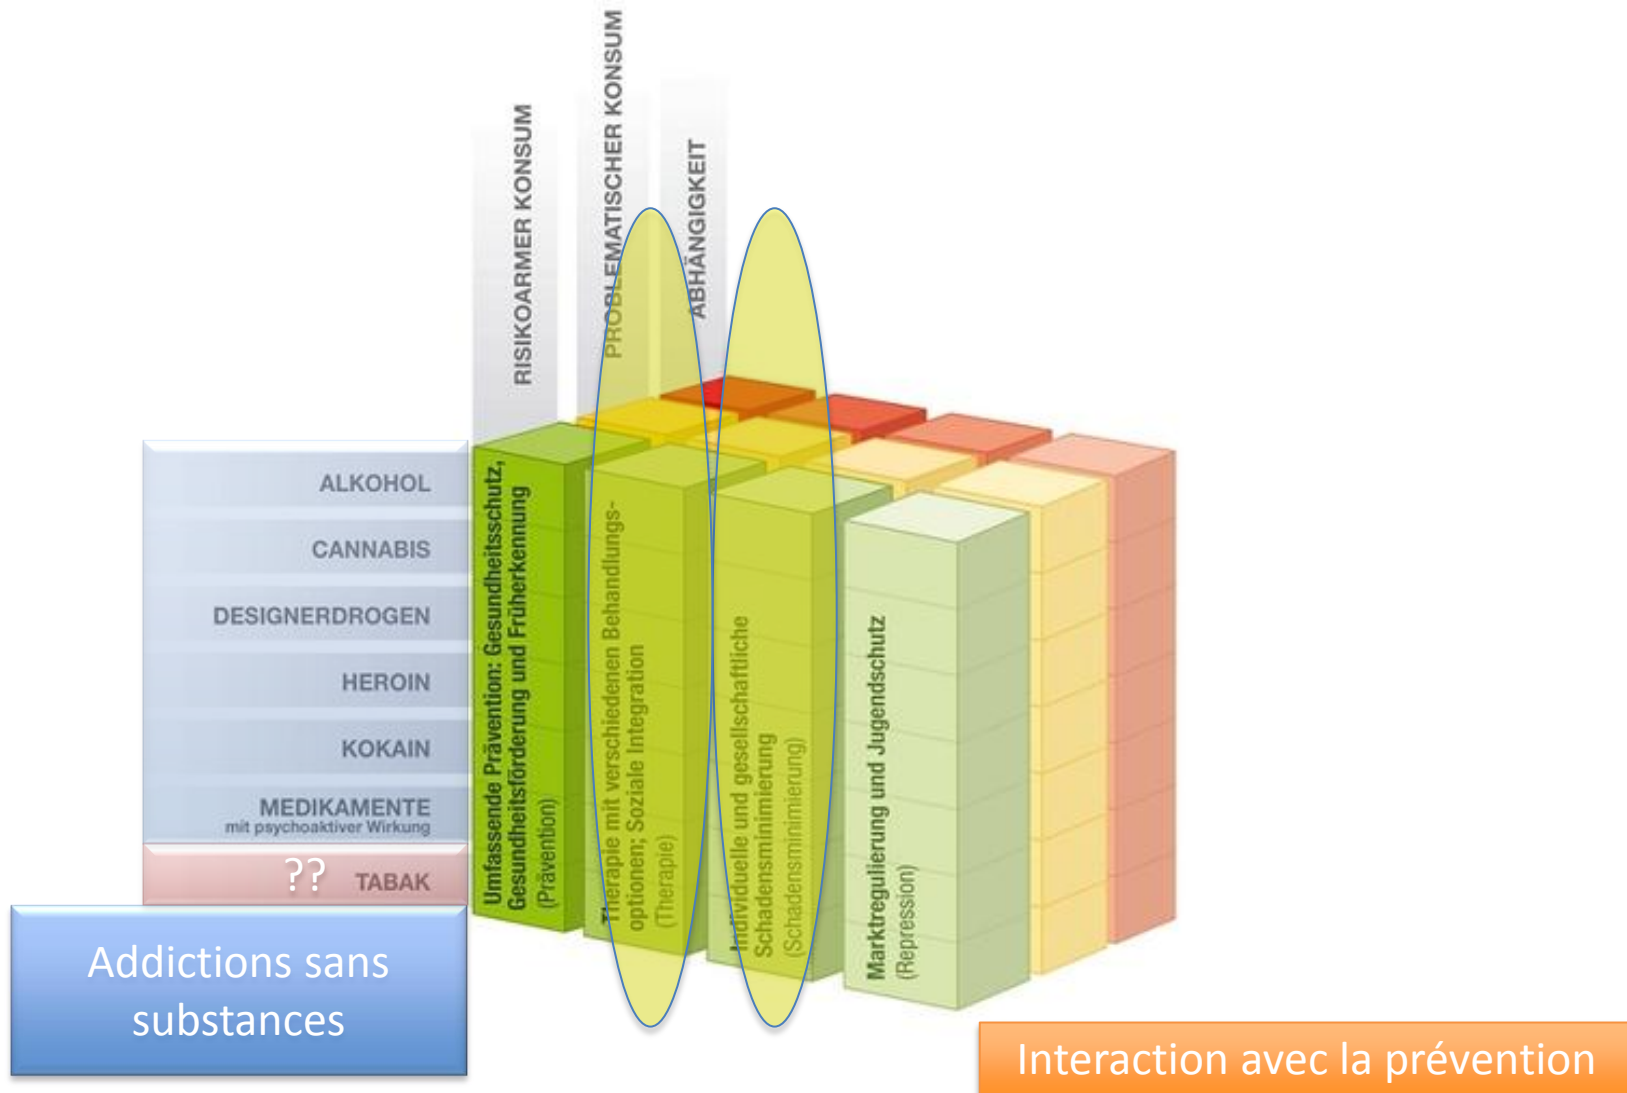 RISIKOARMER KONSUM
PROBLEMATISCHER KONSUM
ABHÄNGIGKEIT
ALKOHOL
CANNABIS
DESIGNERDROGEN
HEROIN
KOKAIN
MEDIKAMENTE
mit psychoaktiver Wirkung
?? TABAK
Umfassende Prävention: Gesundheitsschutz,
Gesundheitsförderung und Früherkennung
(Prävention)
Therapie mit verschiedenen Behandlungs-
optionen; Soziale Integration
(Therapie)
Individuelle und gesellschaftliche
Schadensminimierung
(Schadensminimierung)
Marktregulierung und Jugendschutz
(Repression)
Addictions sans
substances
Interaction avec la prévention